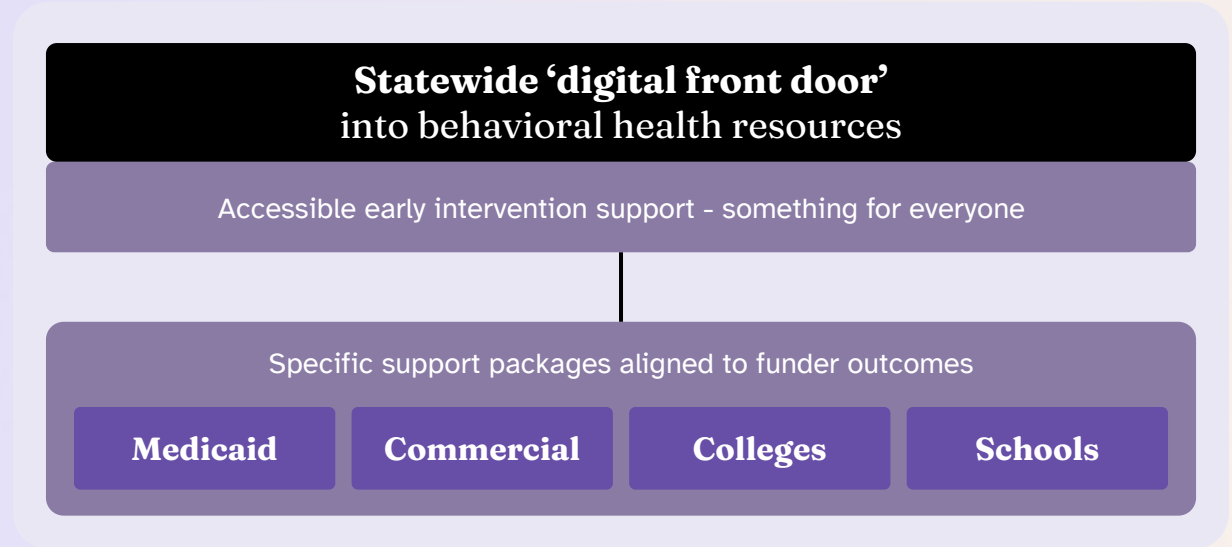 Statewide ‘digital front door’
into behavioral health resources
Accessible early intervention support - something for everyone
Specific support packages aligned to funder outcomes
Medicaid
Commercial
Colleges
Schools